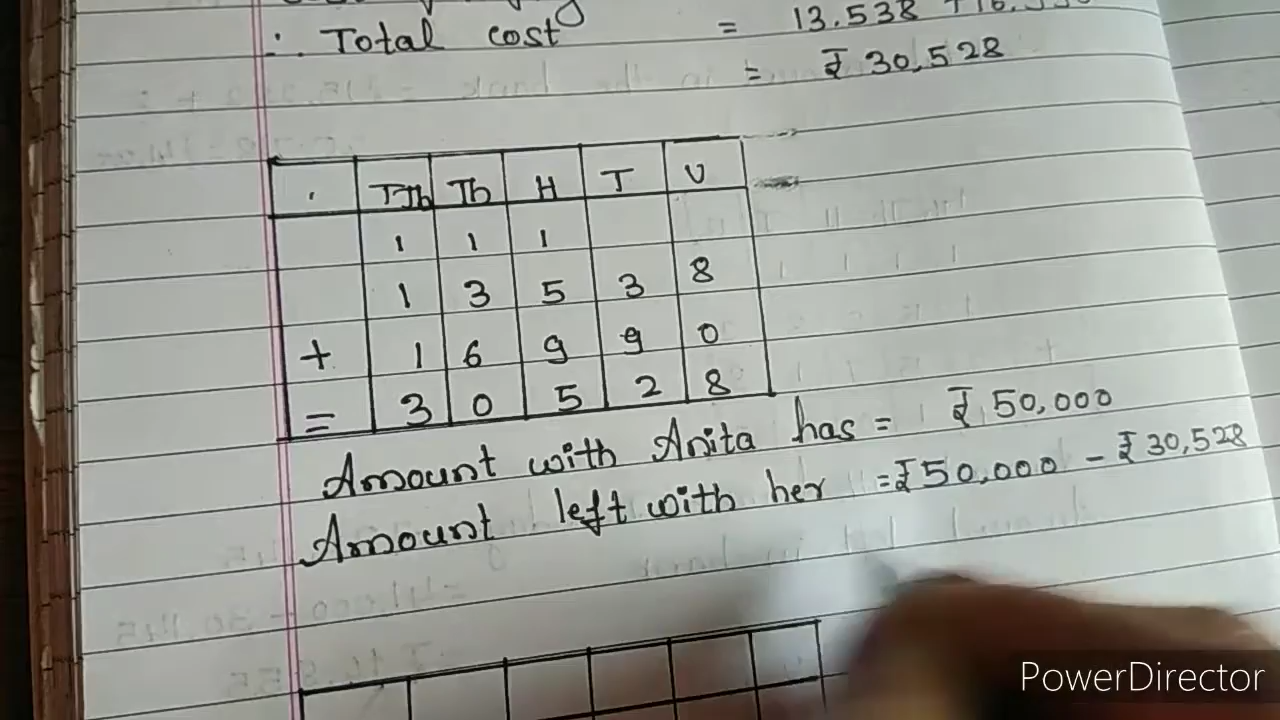 ∴ Total cost = 13,538 +16,
= ₹ 30,528
TTh Th H T U
1 1 1
1 3 5 3 8
+ 1 6 9 9 0
= 3 0 5 2 8
Amount with Anita has = ₹ 50,000
Amount left with her = ₹50,000 - ₹30,528
PowerDirector